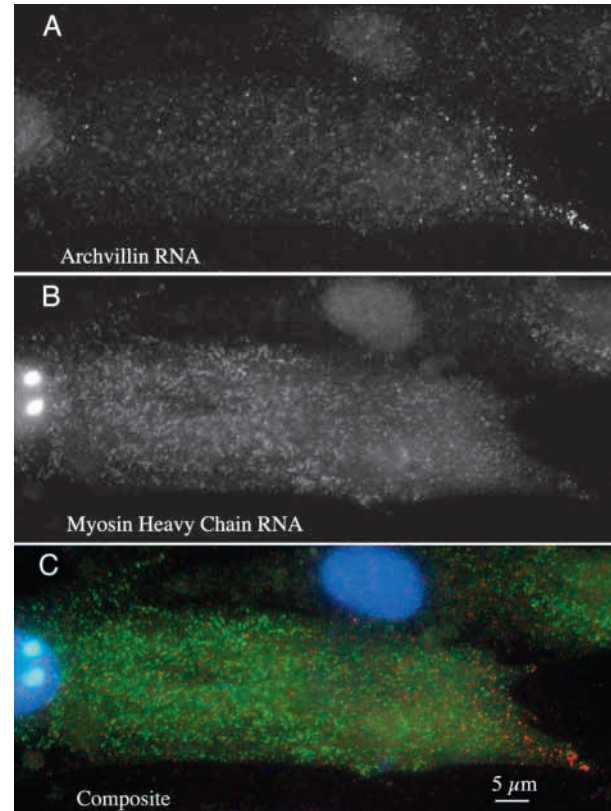 A
Archvillin RNA
B
Myosin Heavy Chain RNA
C
Composite
5 μm